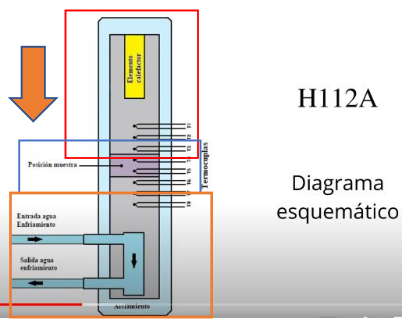 Elemento
calefactor
H112A
Diagrama
esquemático
T1
T2
T3
Termocuplas
Posición muestra
T5
T6
T7
T8
Entrada agua
Enfriamiento
Salida agua
enfriamiento
Aislamiento